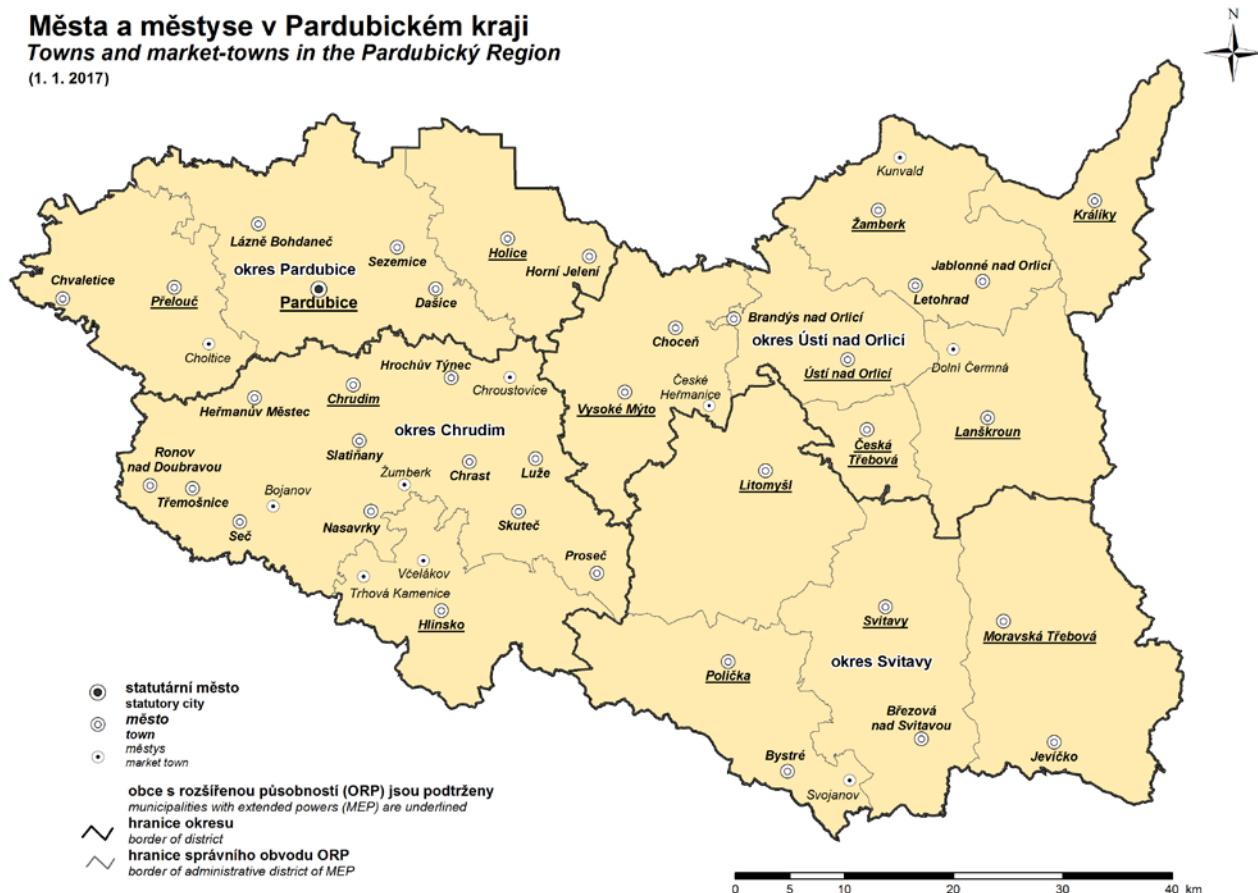 Města a městyse v Pardubickém kraji
Towns and market-towns in the Pardubický Region
(1. 1. 2017)
N
Kunvald
Žamberk
Králíky
Lázně Bohdaneč
Holice
Sezemice
Horní Jelení
okres Pardubice
Jablonné nad Orlicí
Chvaletice
Přelouč
Pardubice
Dašice
Letohrad
Brandýs nad Orlicí
Choceň
okres Ústí nad Orlicí
Choltice
Dolní Čermná
Hrochův Týnec
Chroustovice
Ústí nad Orlicí
České
Heřmanice
Chrudim
Vysoké Mýto
Heřmanův Městec
Lanškroun
okres Chrudim
Česká
Třebová
Slatiňany
Ronov
nad Doubravou
Žumberk
Chrast
Luže
Litomyšl
Třemošnice
Bojanov
Nasavrky
Skuteč
Seč
Proseč
Včelákov
Trhová Kamenice
Hlinsko
Svitavy
Moravská Třebová
okres Svitavy
Polička
Březová
nad Svitavou
Bystré
Jevíčko
Svojanov
statutární město
statutory city
město
town
městys
market town
obce s rozšířenou působností (ORP) jsou podtrženy
municipalities with extended powers (MEP) are underlined
hranice okresu
border of district
hranice správního obvodu ORP
border of administrative district of MEP
0 5 10 20 30 40 km